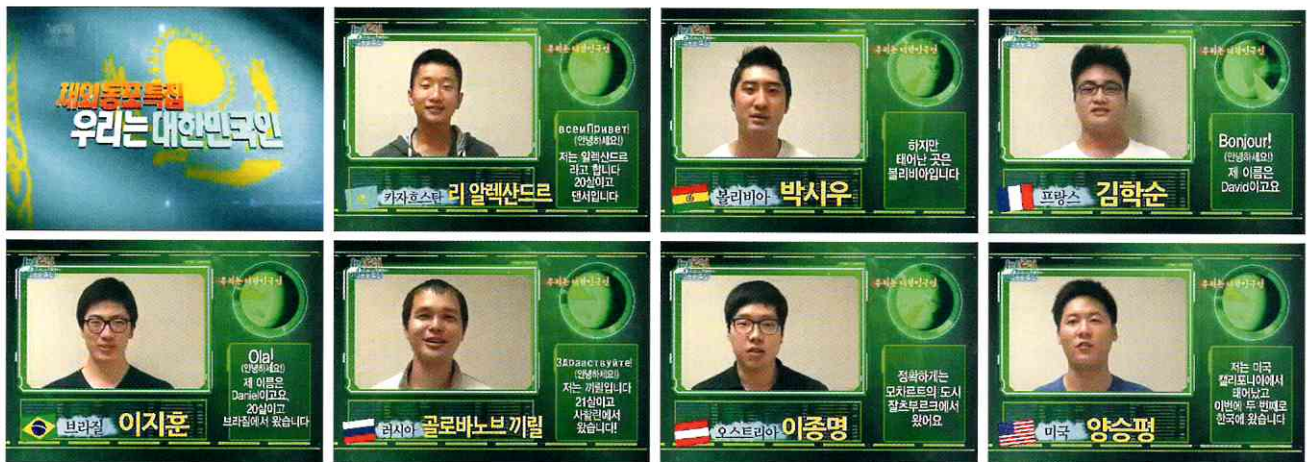 재외동포 특집
우리는 대한민국인
всем Привет!
(안녕하세요!)
저는 알렉산드르
라고 합니다
20살이고
댄서입니다
카자흐스탄 리 알렉산드르
하지만
태어난 곳은
볼리비아입니다
볼리비아 박시우
Bonjour!
(안녕하세요!)
제 이름은
David이고요
프랑스 김학순
Ola!
(안녕하세요!)
제 이름은
Daniel이고요,
20살이고
브라질에서 왔습니다
브라질 이지훈
Здравствуйте!
(안녕하세요!)
저는 끼릴입니다
21살이고
사할린에서
왔습니다!
러시아 골로바노브 끼릴
정확하게는
모차르트의 도시
잘츠부르크에서
왔어요
오스트리아 이종명
저는 미국
캘리포니아에서
태어났고
이번에 두 번째로
한국에 왔습니다
미국 양승평